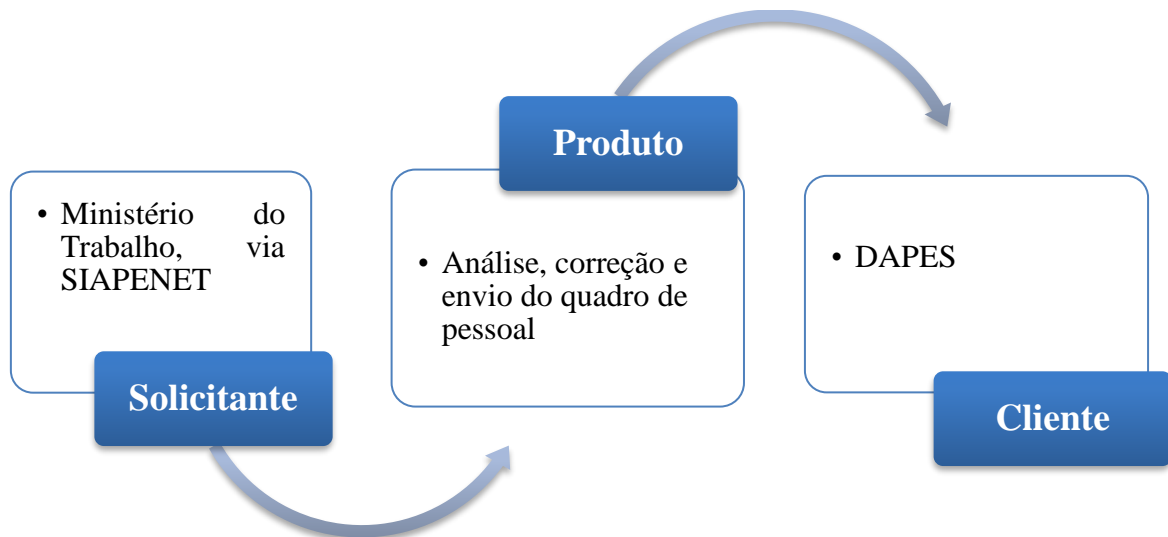 • Ministério do
Trabalho, via
SIAPENET
Solicitante
Produto
• Análise, correção e
envio do quadro de
pessoal
• DAPES
Cliente